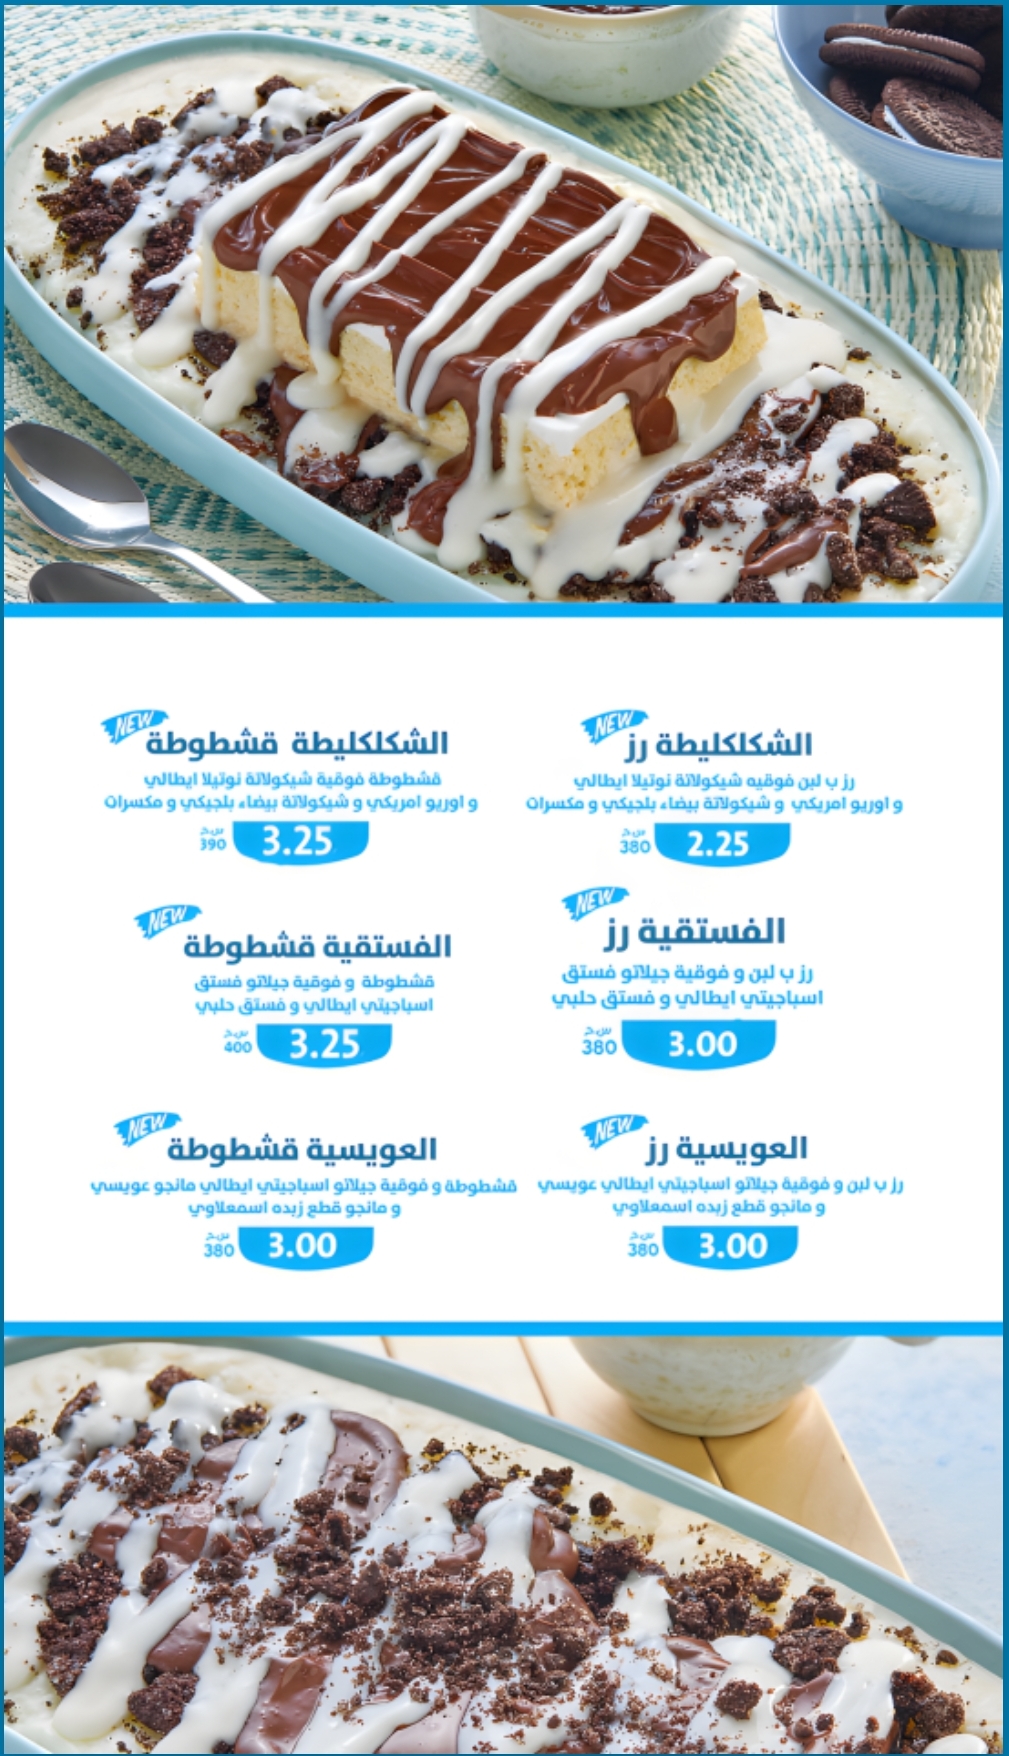 NEW
الشكلكليطة رز
رز ب لبن فوقيه شيكولاتة نوتيلا ايطالي
و اوريو امريكي و شيكولاتة بيضاء بلجيكي و مكسرات
2.25
س.ح
380
NEW
الشكلكليطة قشطوطة
قشطوطة فوقية شيكولاتة نوتيلا ايطالي
و اوريو امريكي و شيكولاتة بيضاء بلجيكي و مكسرات
3.25
س.ح
390
NEW
الفستقية رز
رز ب لبن و فوقية جيلاتو فستق
اسباجيتي ايطالي و فستق حلبي
3.00
س.ح
380
NEW
الفستقية قشطوطة
قشطوطة و فوقية جيلاتو فستق
اسباجيتي ايطالي و فستق حلبي
3.25
س.ح
400
NEW
العويسية رز
رز ب لبن و فوقية جيلاتو اسباجيتي ايطالي عويسي
و مانجو قطع زبده اسمعلاوي
3.00
س.ح
380
NEW
العويسية قشطوطة
قشطوطة و فوقية جيلاتو اسباجيتي ايطالي مانجو عويسي
و مانجو قطع زبده اسمعلاوي
3.00
س.ح
380